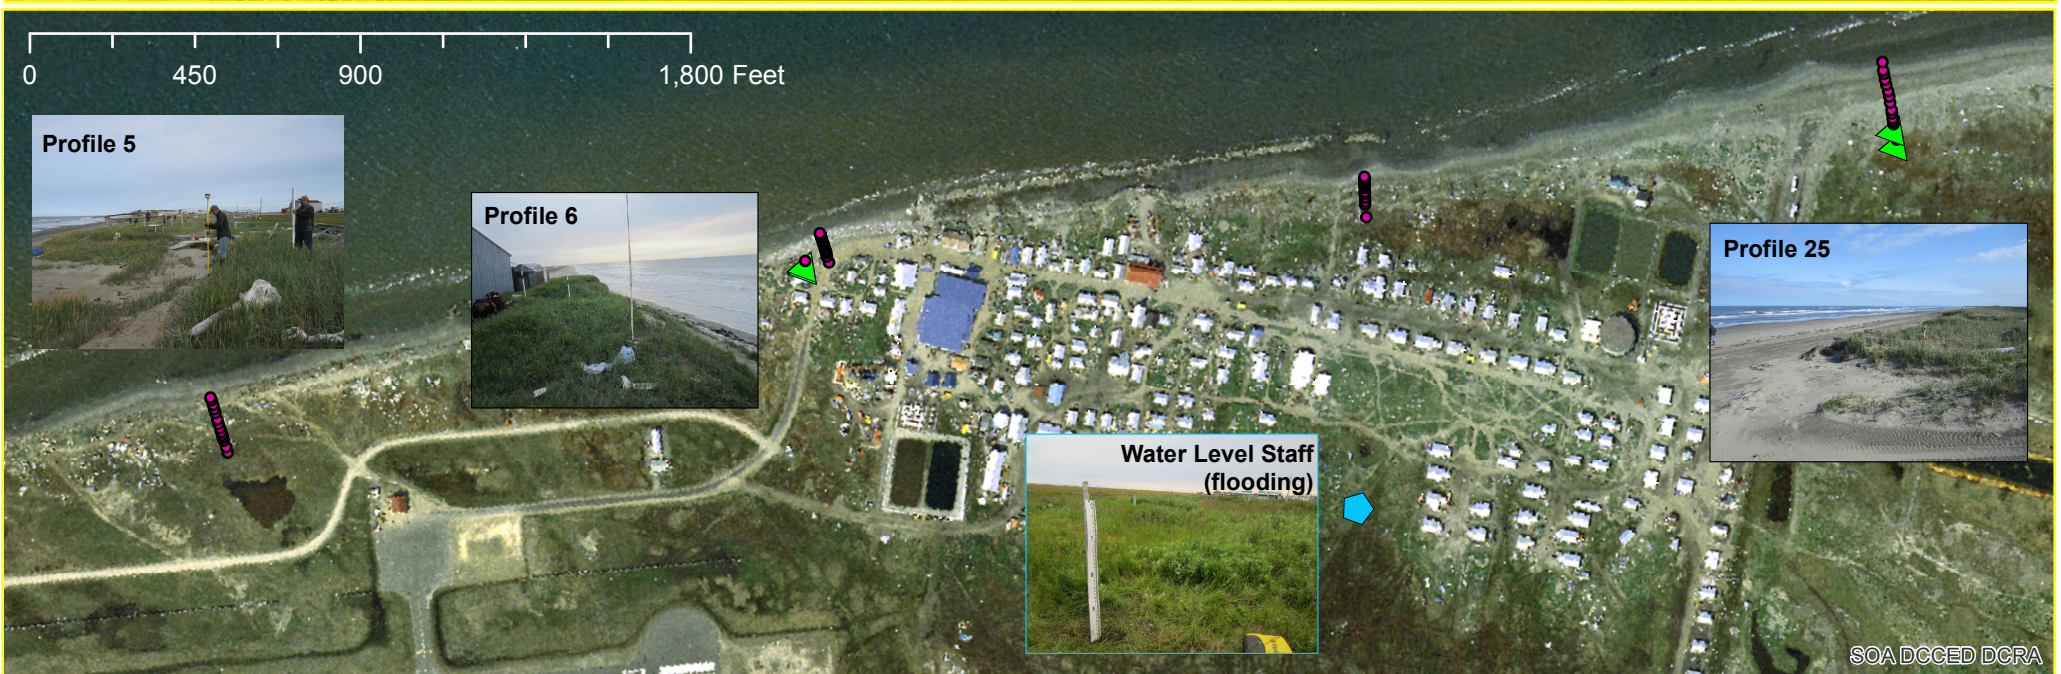 0 450 900 1,800 Feet
Profile 5
Profile 6
Profile 25
Water Level Staff
(flooding)
SOA DCCED DCRA